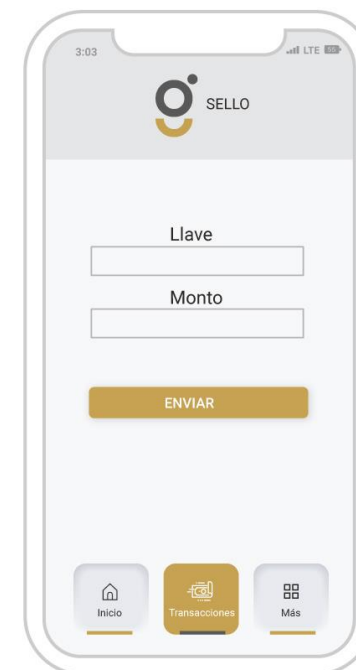 3:03
LTE
SELLO
Llave
Monto
ENVIAR
Inicio
Transacciones
Más